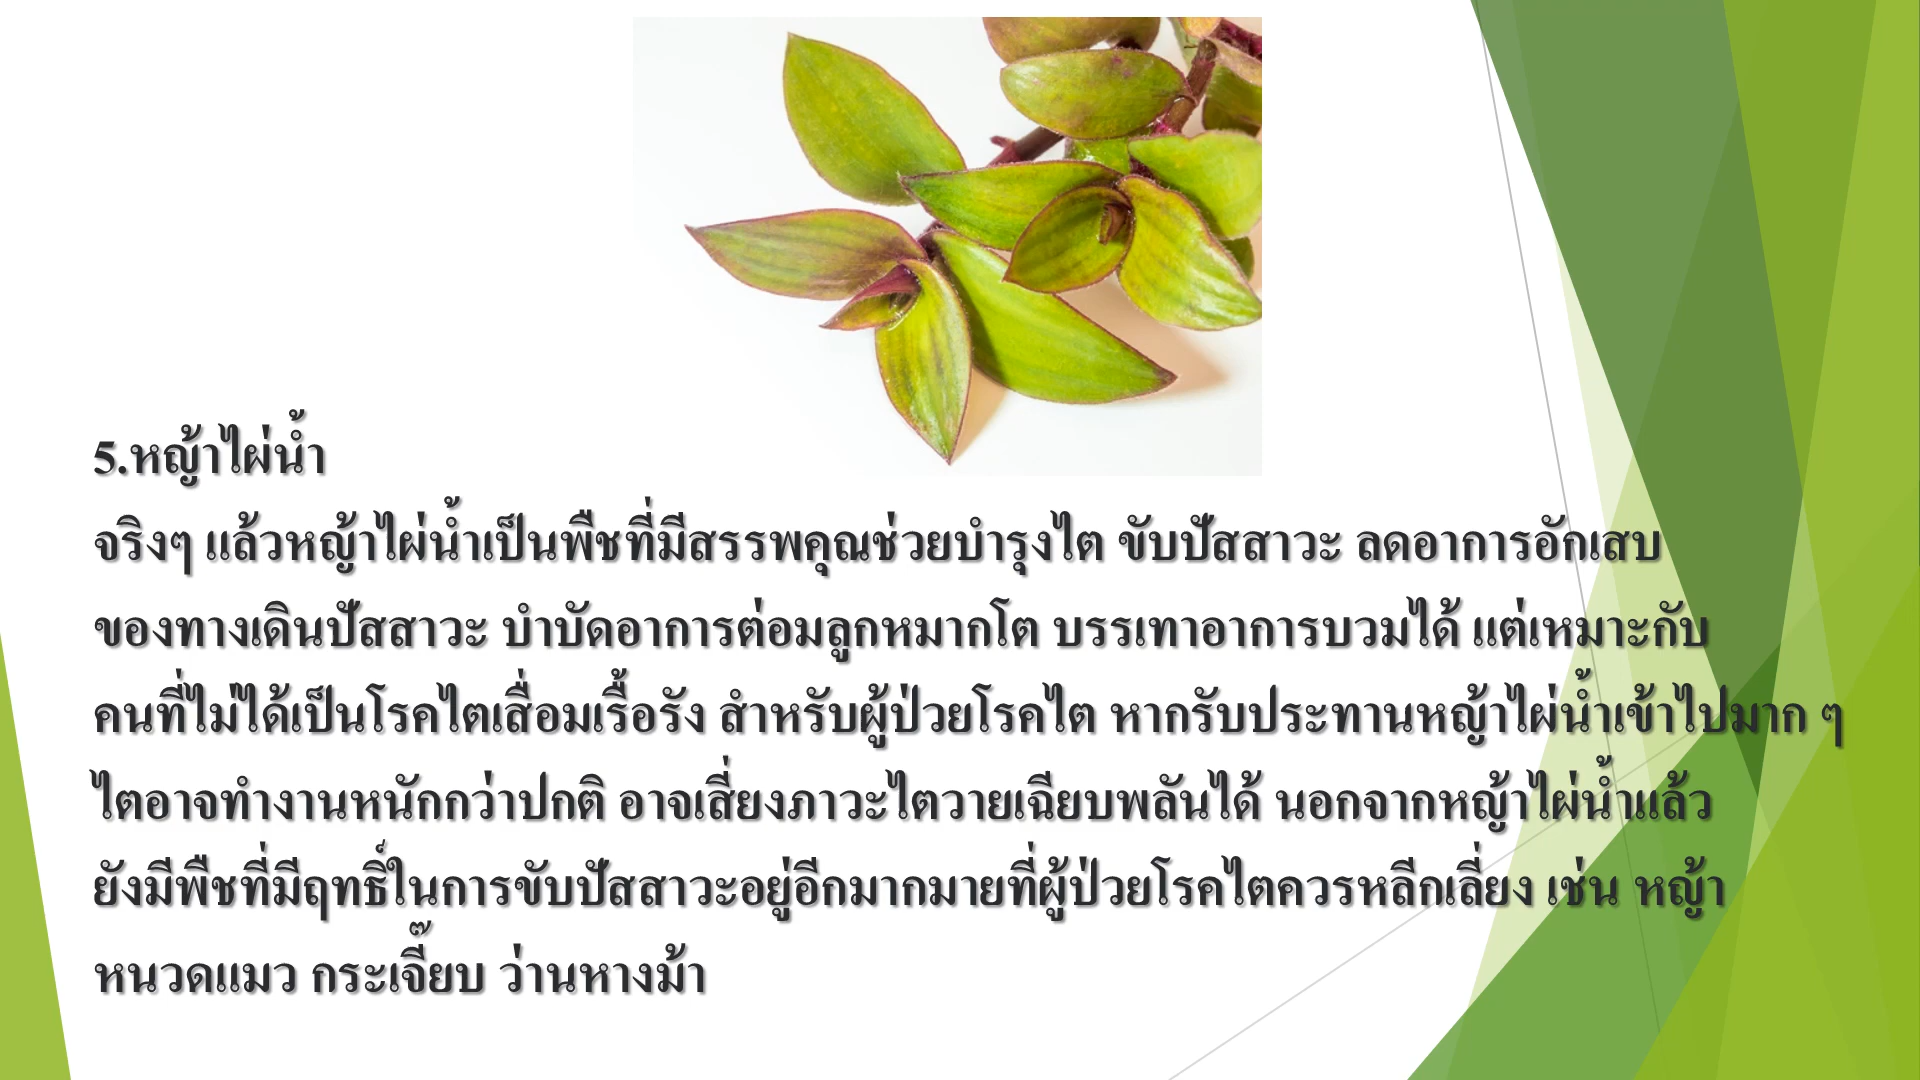 5.หญ้าไผ่น้ำ
จริงๆ แล้วหญ้าไผ่น้ำเป็นพืชที่มีสรรพคุณช่วยบำรุงไต ขับปัสสาวะ ลดอาการอักเสบ
ของทางเดินปัสสาวะ บำบัดอาการต่อมลูกหมากโต บรรเทาอาการบวมได้ แต่เหมาะกับ
คนที่ไม่ได้เป็นโรคไตเสื่อมเรื้อรัง สำหรับผู้ป่วยโรคไต หากรับประทานหญ้าไผ่น้ำเข้าไปมาก ๆ
ไตอาจทำงานหนักกว่าปกติ อาจเสี่ยงภาวะไตวายเฉียบพลันได้ นอกจากหญ้าไผ่น้ำแล้ว
ยังมีพืชที่มีฤทธิ์ในการขับปัสสาวะอยู่อีกมากมายที่ผู้ป่วยโรคไตควรหลีกเลี่ยง เช่น หญ้า
หนวดแมว กระเจี๊ยบ ว่านหางม้า